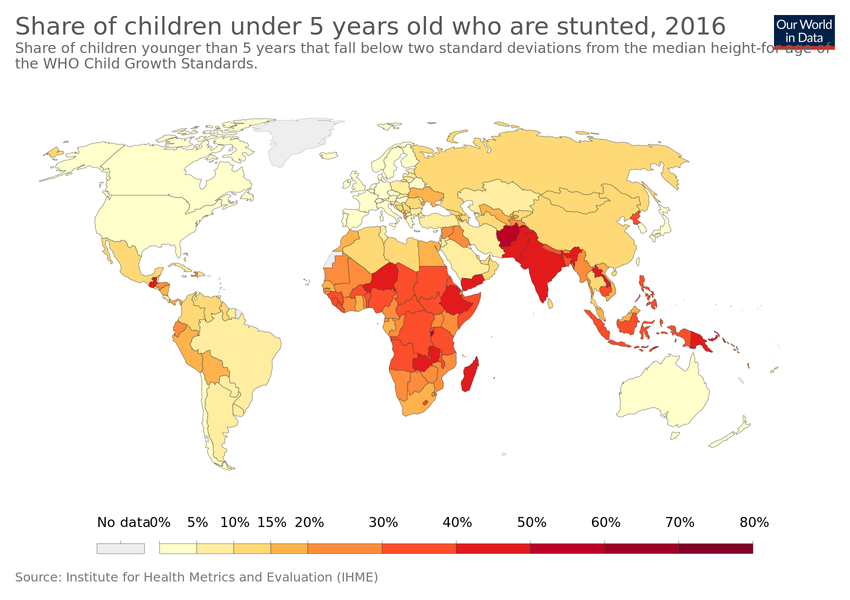 Share of children under 5 years old who are stunted, 2016
Our World
in Data
Share of children younger than 5 years that fall below two standard deviations from the median height-for-age of
the WHO Child Growth Standards.
No data 0% 5% 10% 15% 20% 30% 40% 50% 60% 70% 80%
Source: Institute for Health Metrics and Evaluation (IHME)